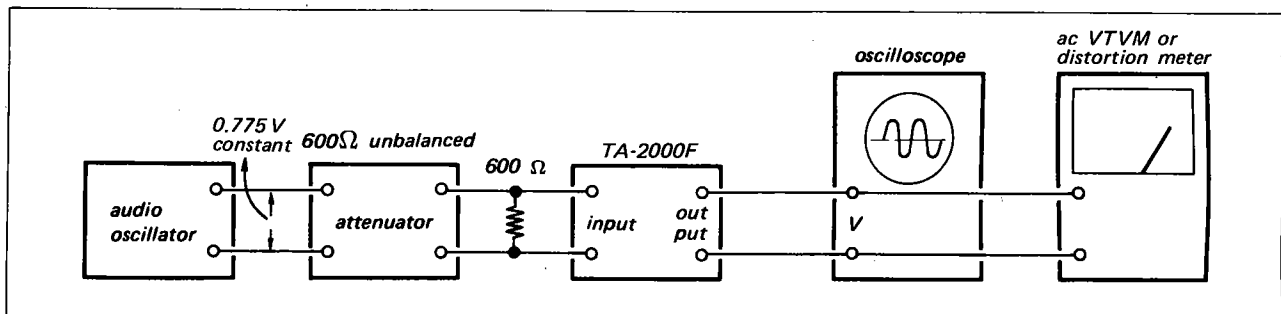 audio
oscillator
0.775 V
constant
600Ω unbalanced
attenuator
600 Ω
TA-2000F
input
out
put
oscilloscope
V
ac VTVM or
distortion meter